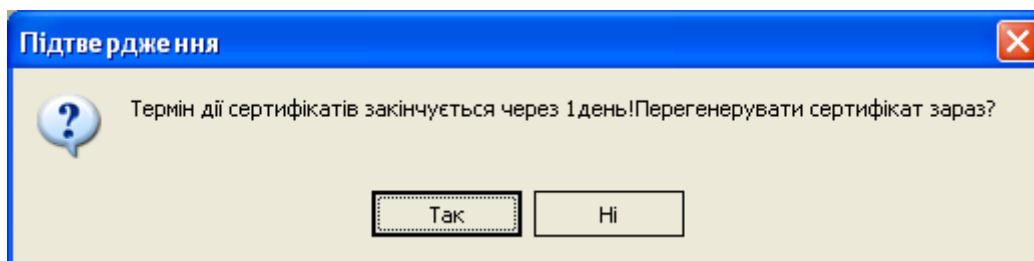 Підтвердження
Термін дії сертифікатів закінчується через 1день!Перегенерувати сертифікат зараз?
Так
Ні